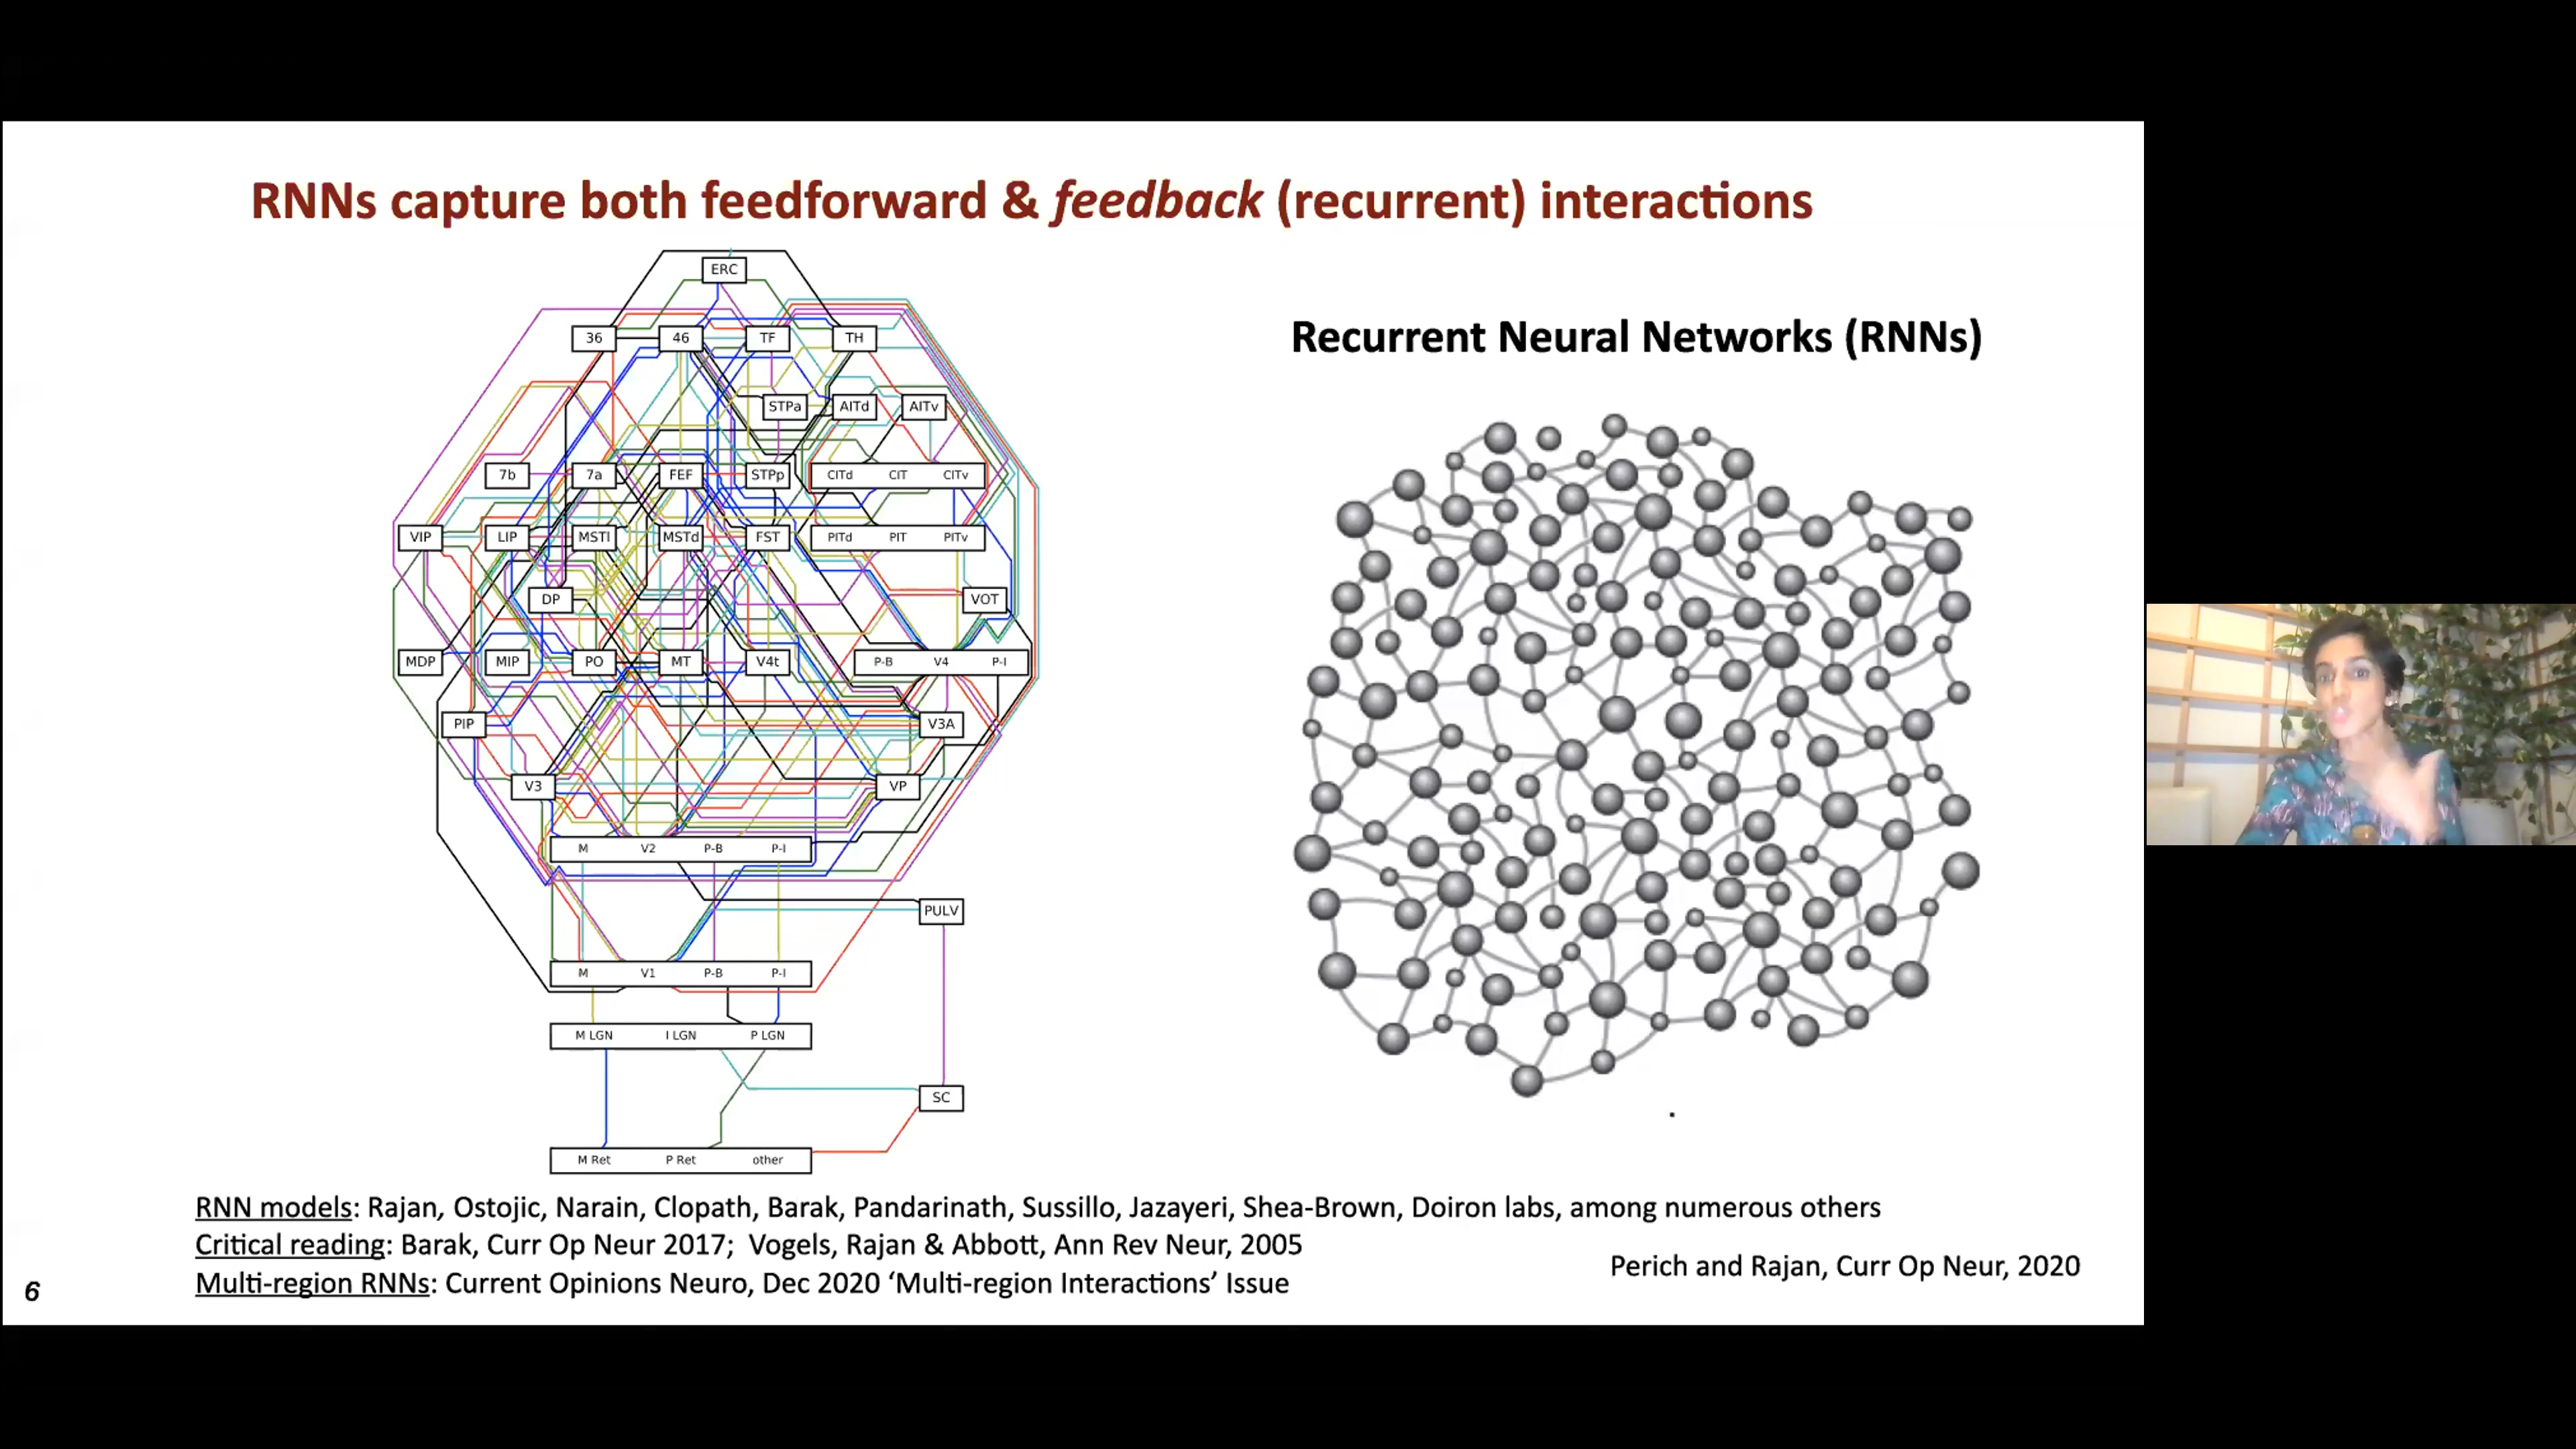 RNNs capture both feedforward & feedback (recurrent) interactions
ERC
36 46 TF TH
STPa AITd AITv
7b 7a FEF STPp CITd CIT CITv
VIP LIP MSTl MSTd FST PITd PIT PITv
DP VOT
MDP MIP PO MT V4t P-B V4 P-I
PIP V3A
V3 VP
M V2 P-B P-I
PULV
M V1 P-B P-I
M LGN I LGN P LGN
SC
M Ret P Ret other
Recurrent Neural Networks (RNNs)
RNN models: Rajan, Ostojic, Narain, Clopath, Barak, Pandarinath, Sussillo, Jazayeri, Shea-Brown, Doiron labs, among numerous others
Critical reading: Barak, Curr Op Neur 2017; Vogels, Rajan & Abbott, Ann Rev Neur, 2005
Multi-region RNNs: Current Opinions Neuro, Dec 2020 ‘Multi-region Interactions’ Issue
Perich and Rajan, Curr Op Neur, 2020
6